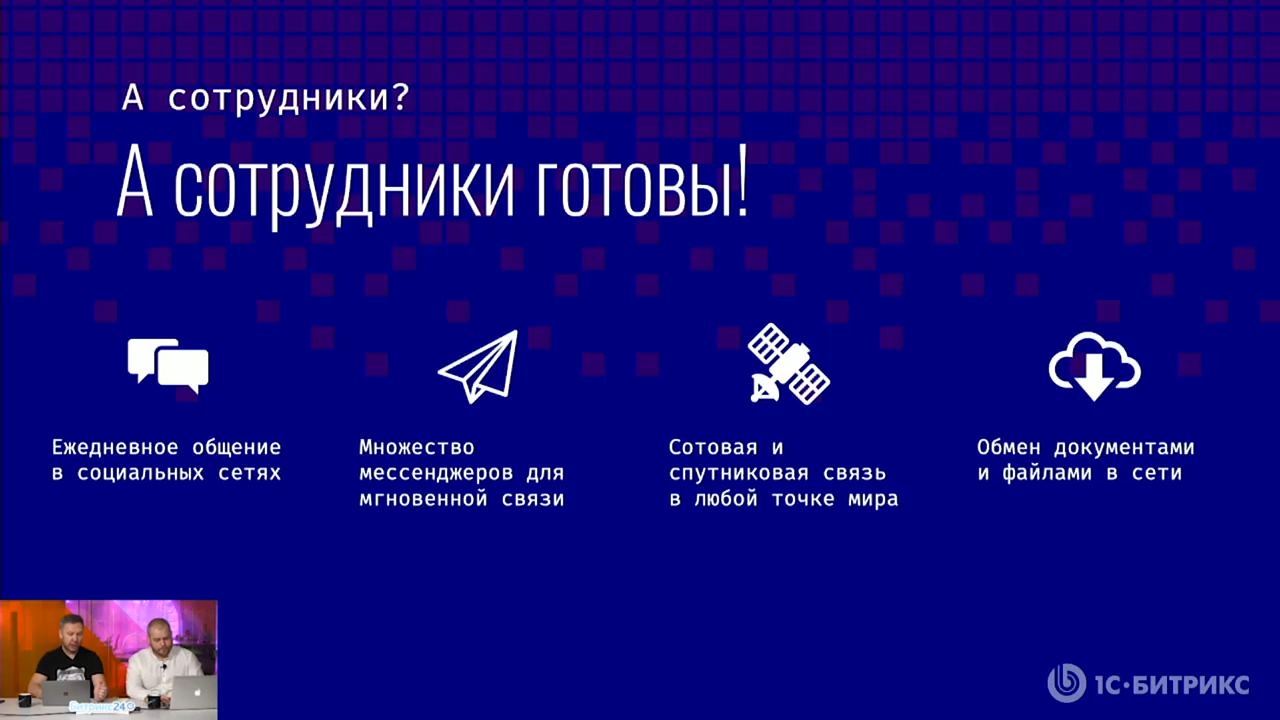 А сотрудники?
А сотрудники готовы!
Ежедневное общение
в социальных сетях
Множество
мессенджеров для
мгновенной связи
Сотовая и
спутниковая связь
в любой точке мира
Обмен документами
и файлами в сети
Битрикс24
1С·БИТРИКС